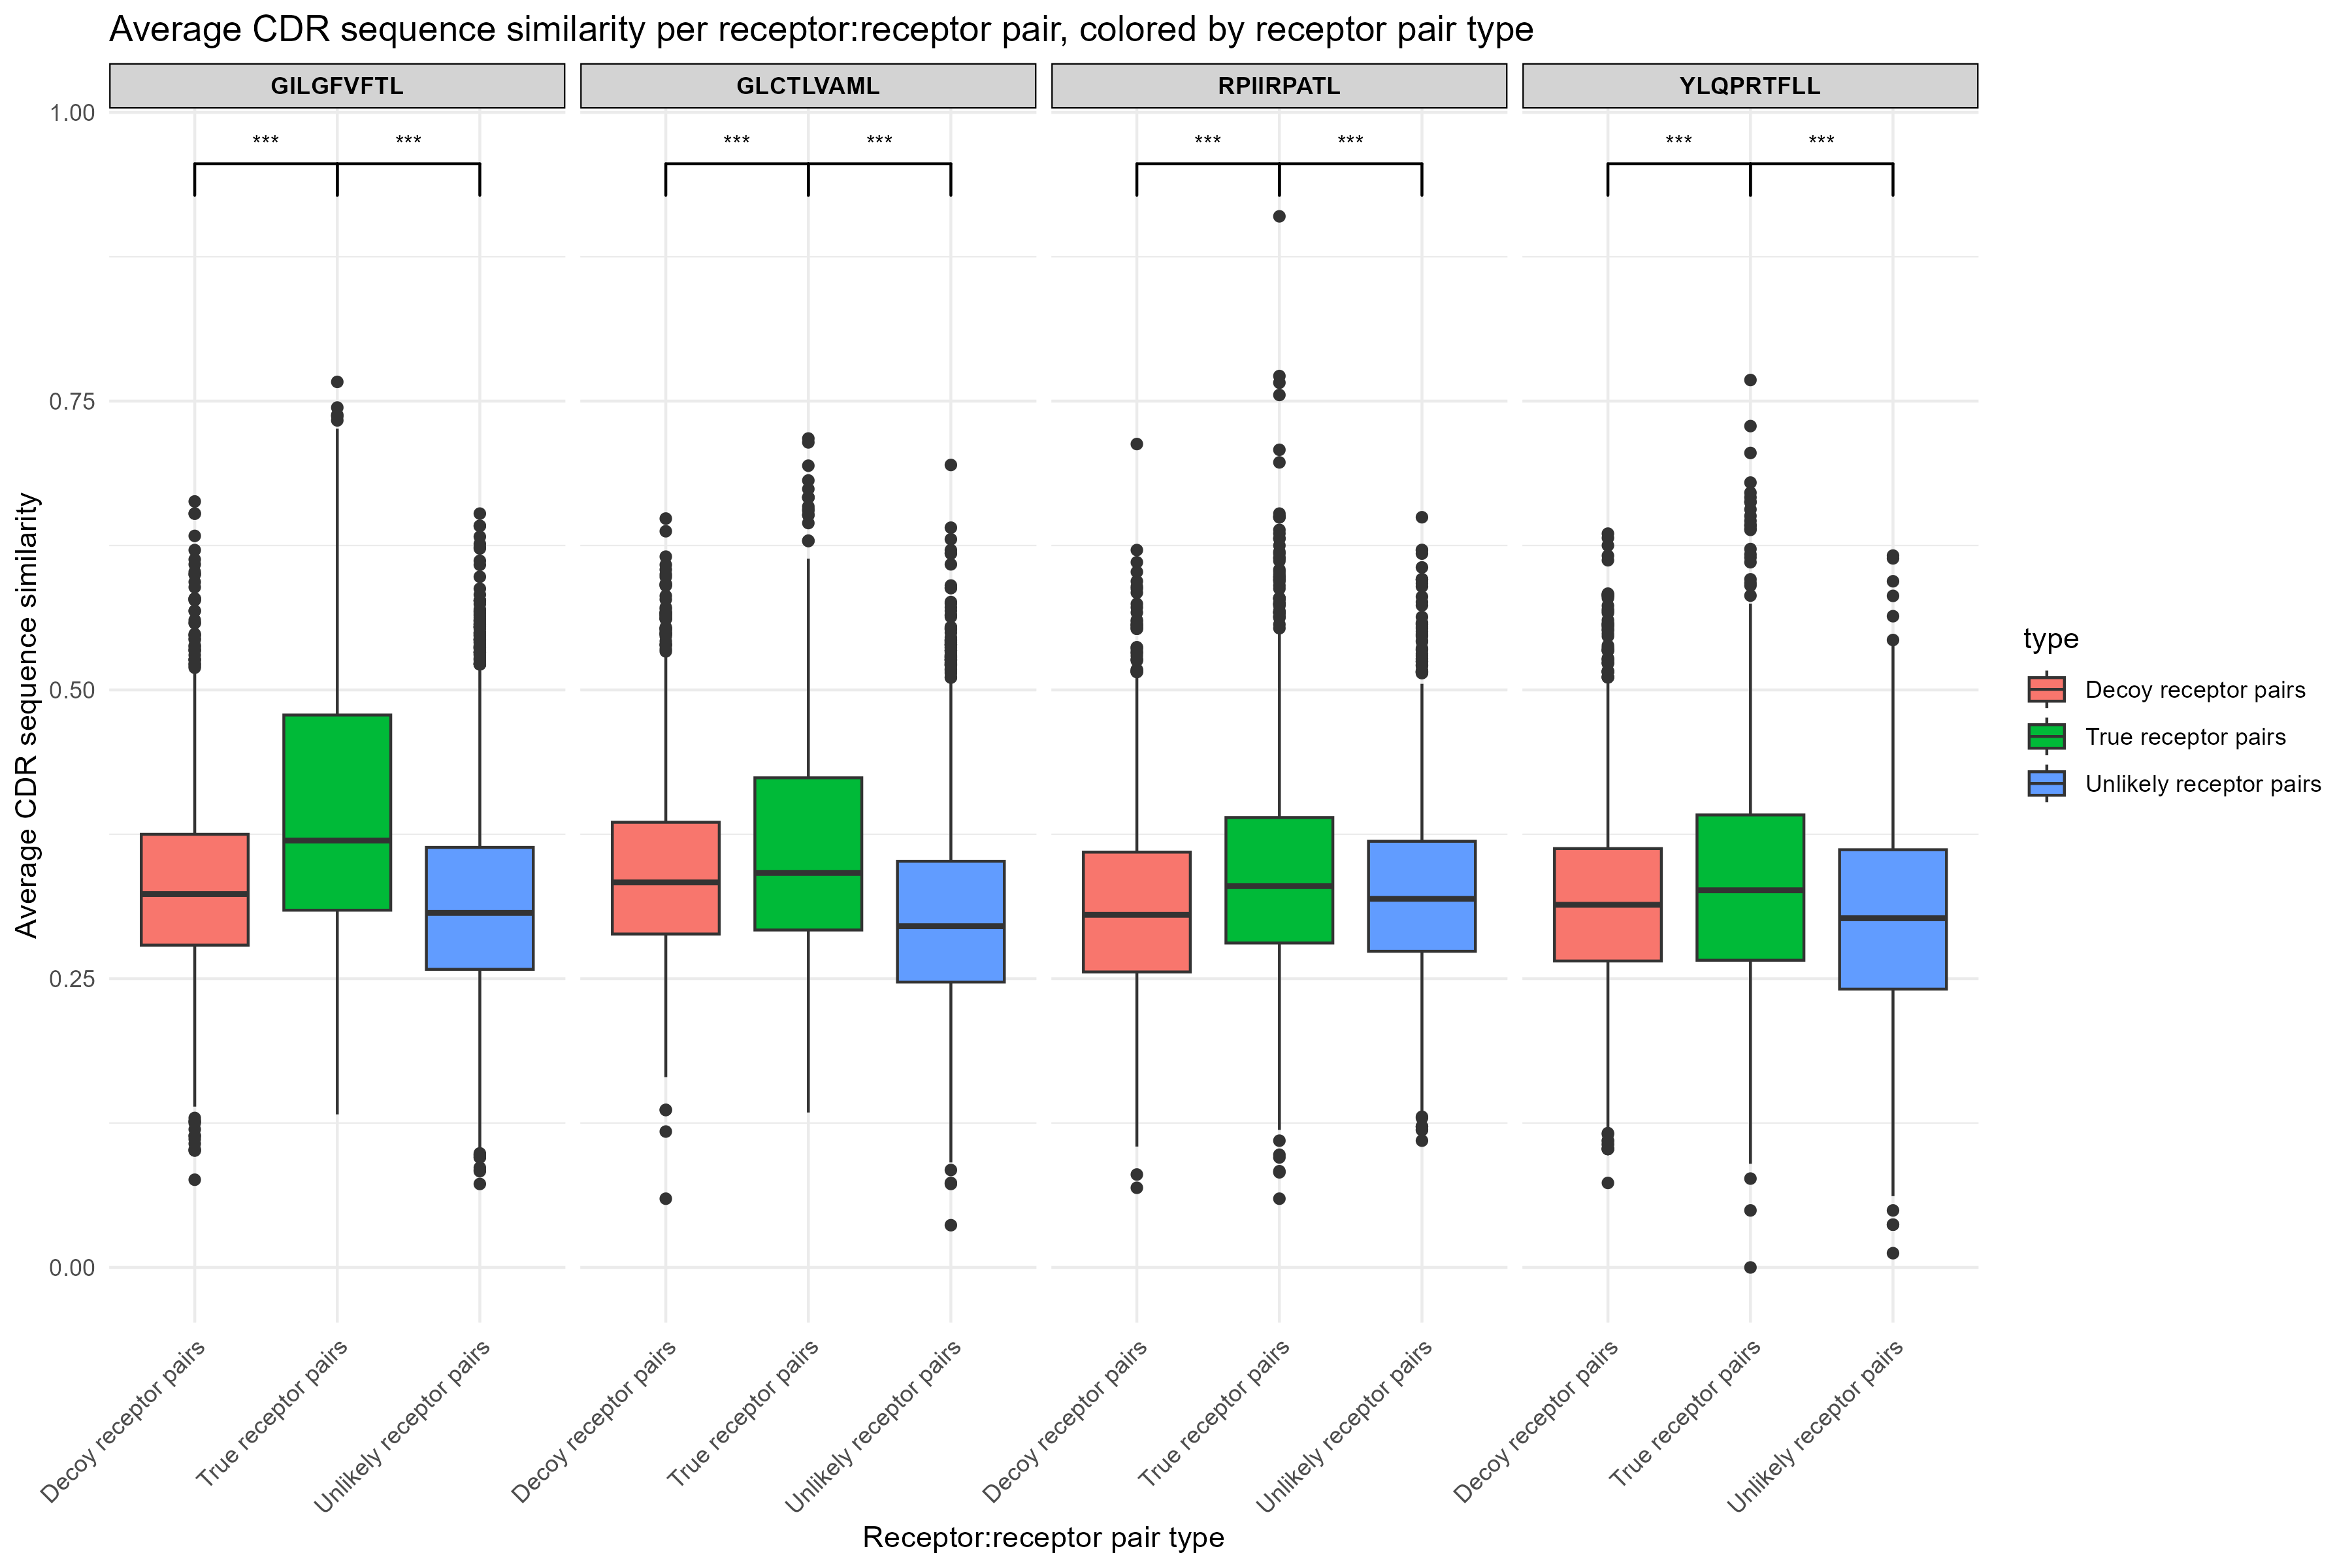 Average CDR sequence similarity per receptor:receptor pair, colored by receptor pair type
GILGFVFTL
GLCTLVAML
RPIIRPATL
YLQPRTFLL
*** *** *** *** *** *** *** ***
1.00
0.75
0.50
0.25
0.00
Average CDR sequence similarity
Decoy receptor pairs
True receptor pairs
Unlikely receptor pairs
Decoy receptor pairs
True receptor pairs
Unlikely receptor pairs
Decoy receptor pairs
True receptor pairs
Unlikely receptor pairs
Decoy receptor pairs
True receptor pairs
Unlikely receptor pairs
Receptor:receptor pair type
type
Decoy receptor pairs
True receptor pairs
Unlikely receptor pairs